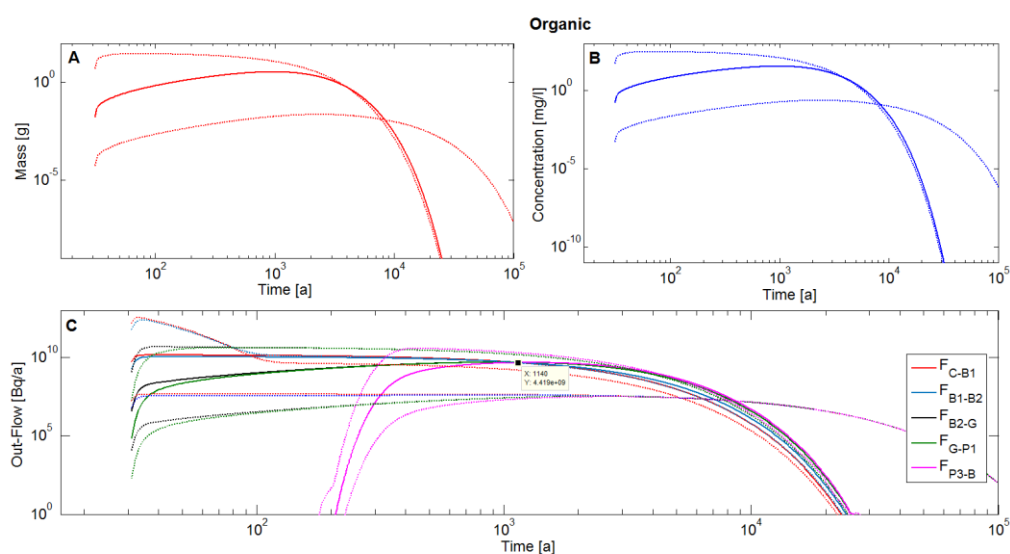 Organic
A
Mass [g]
10^0
10^-5
10^2
10^3
10^4
10^5
Time [a]
B
Concentration [mg/l]
10^0
10^-5
10^-10
10^2
10^3
10^4
10^5
Time [a]
C
Out-Flow [Bq/a]
10^10
10^5
10^0
10^2
10^3
10^4
10^5
Time [a]
X: 1140
Y: 4.419e+09
F_C-B1
F_B1-B2
F_B2-G
F_G-P1
F_P3-B